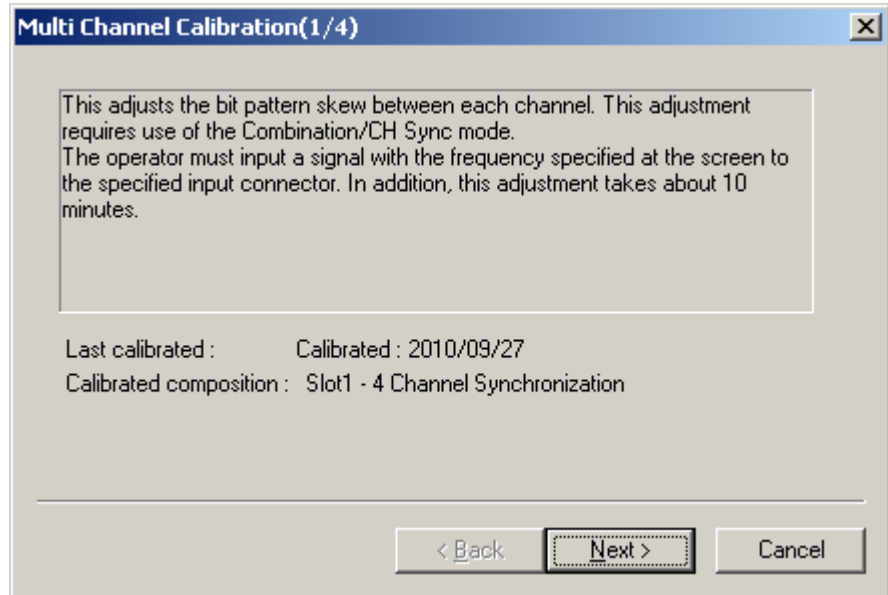 Multi Channel Calibration(1/4)
This adjusts the bit pattern skew between each channel. This adjustment
requires use of the Combination/CH Sync mode.
The operator must input a signal with the frequency specified at the screen to
the specified input connector. In addition, this adjustment takes about 10
minutes.
Last calibrated : Calibrated : 2010/09/27
Calibrated composition : Slot1 - 4 Channel Synchronization
< Back Next > Cancel